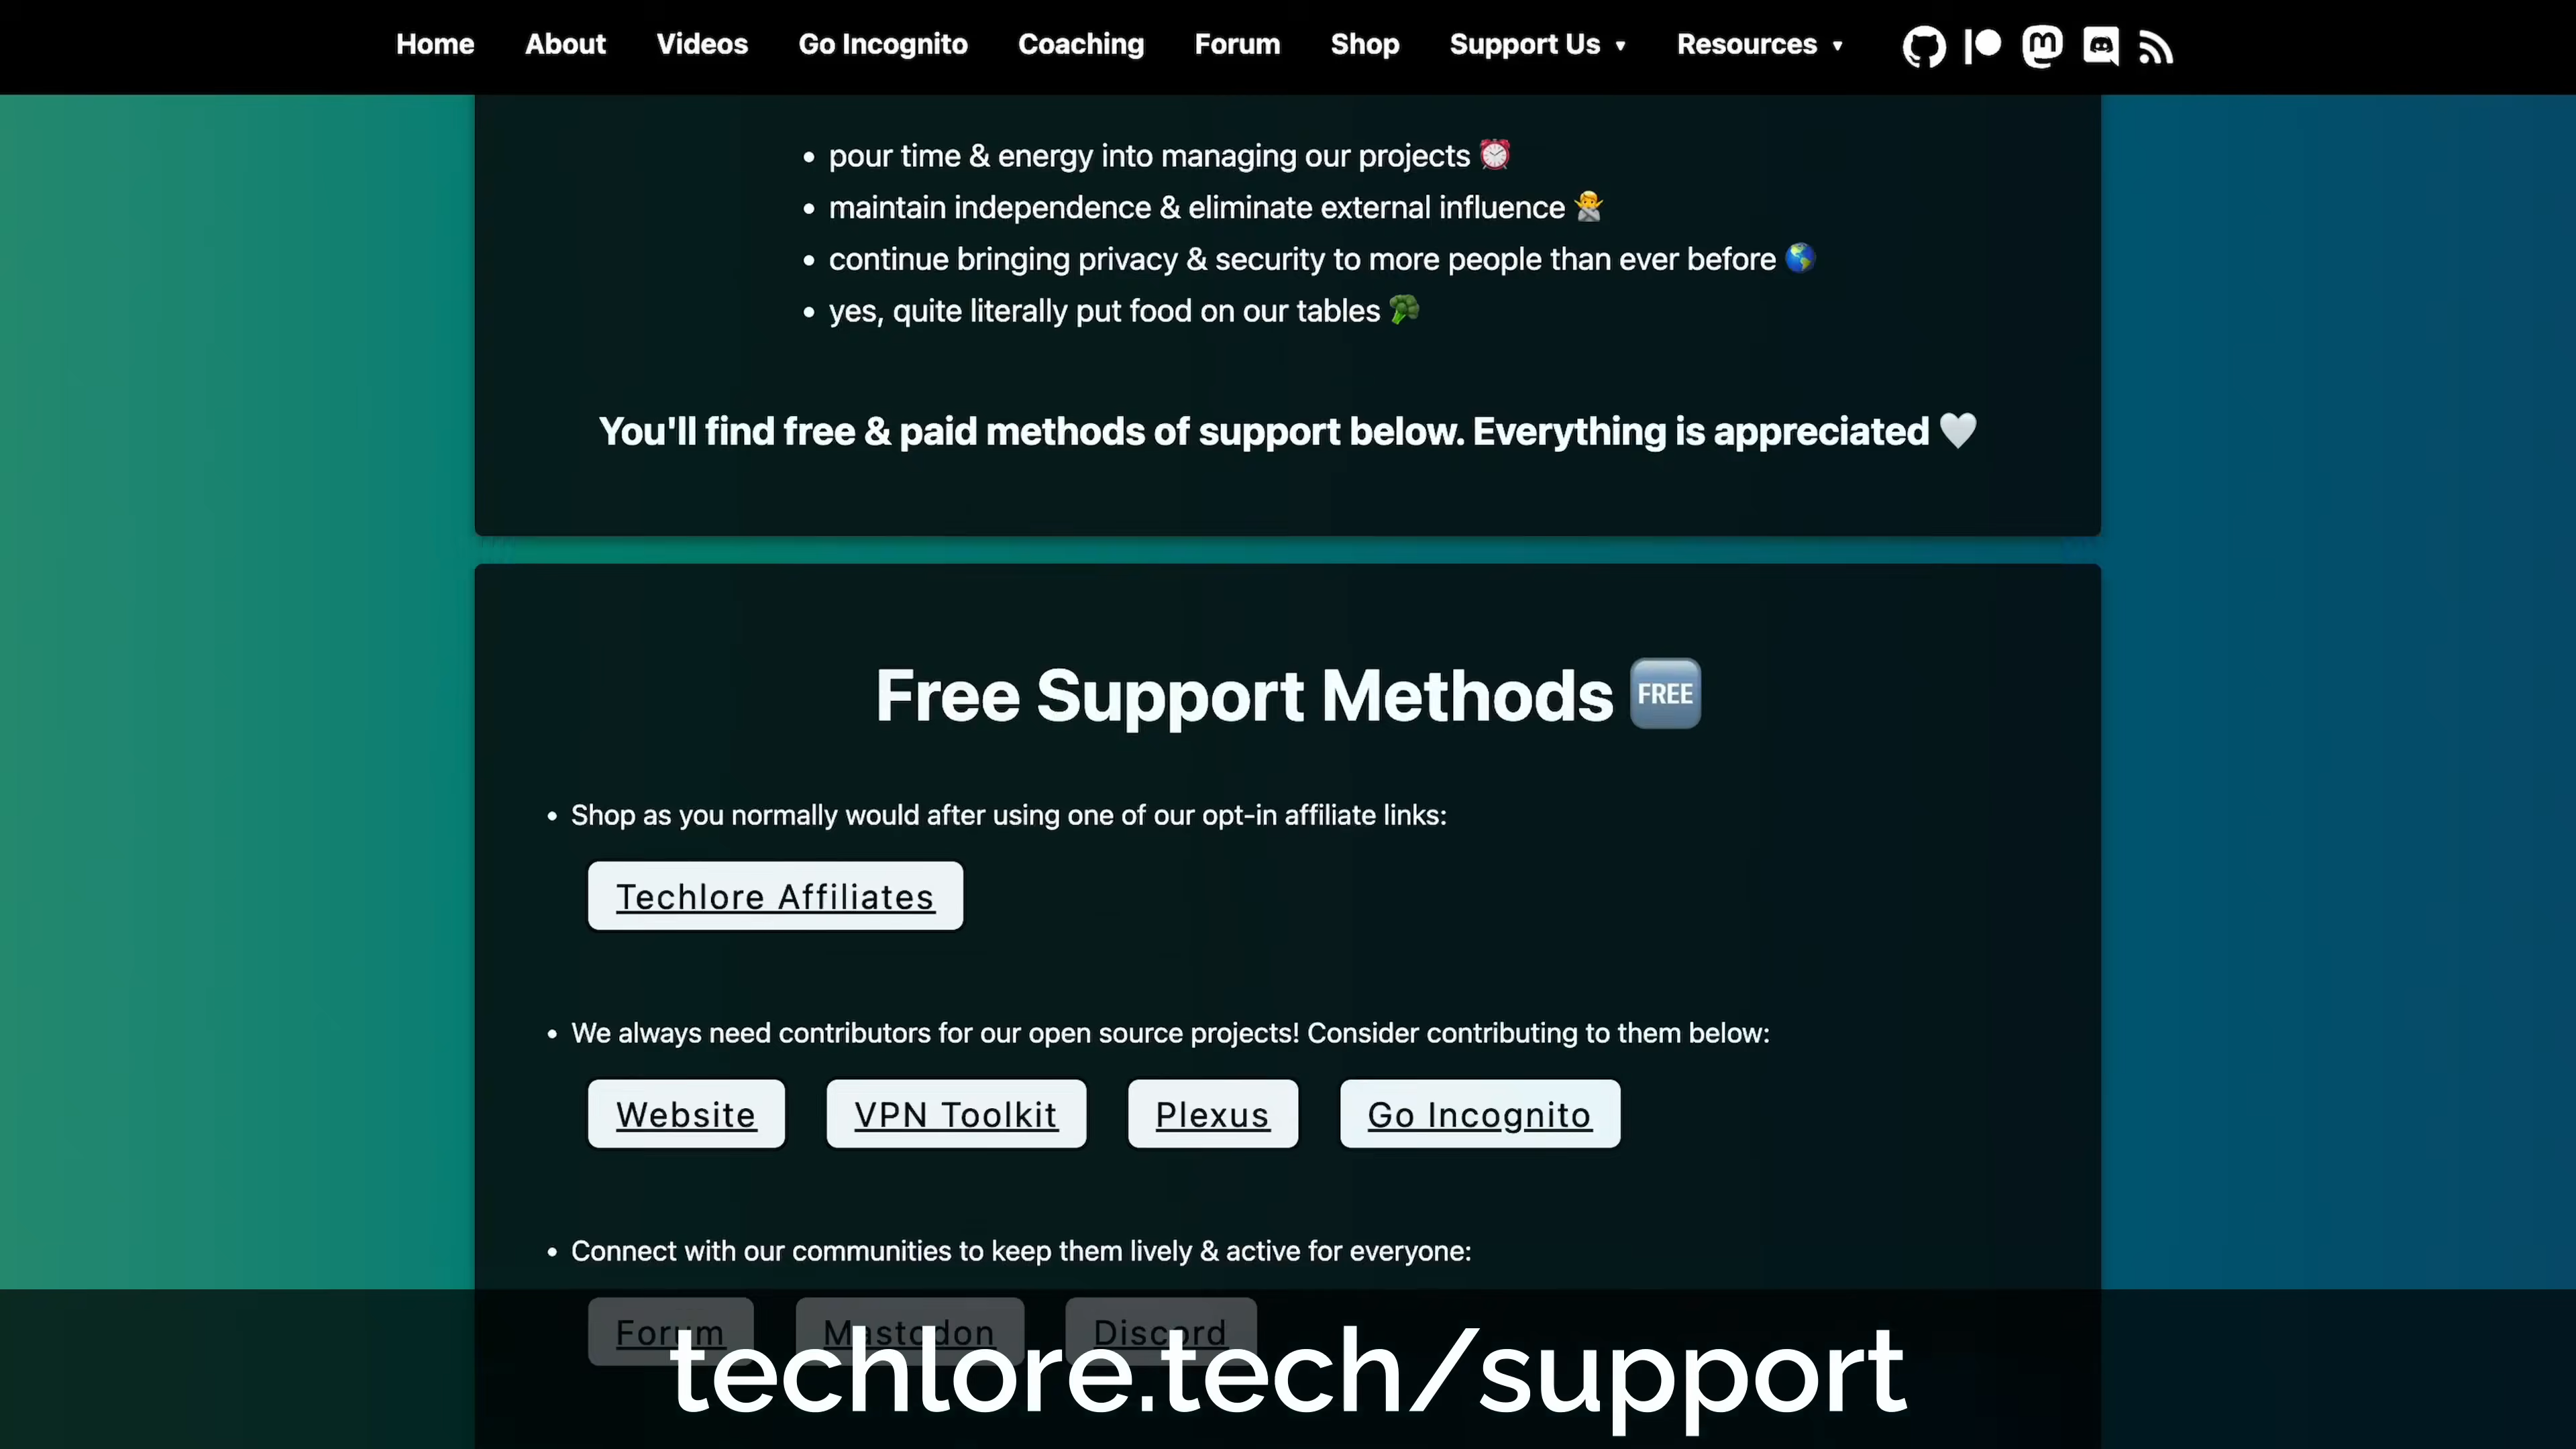 Home About Videos Go Incognito Coaching Forum Shop Support Us ▼ Resources ▼
• pour time & energy into managing our projects ⏰
• maintain independence & eliminate external influence 🙅
• continue bringing privacy & security to more people than ever before 🌎
• yes, quite literally put food on our tables 🥦
You'll find free & paid methods of support below. Everything is appreciated 🤍
Free Support Methods 🆓
• Shop as you normally would after using one of our opt-in affiliate links:
Techlore Affiliates
• We always need contributors for our open source projects! Consider contributing to them below:
Website VPN Toolkit Plexus Go Incognito
• Connect with our communities to keep them lively & active for everyone:
Forum Mastodon Discord
techlore.tech/support